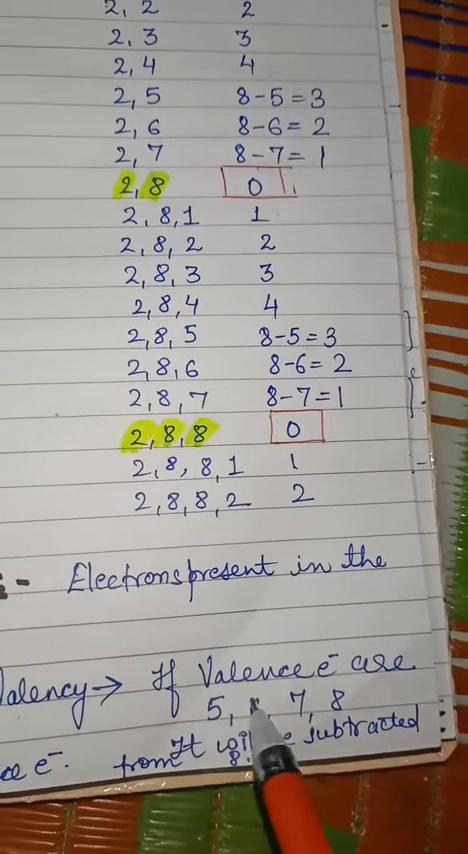 2, 2 2
2, 3 3
2, 4 4
2, 5 8-5=3
2, 6 8-6=2
2, 7 8-7=1
2, 8 0
2, 8, 1 1
2, 8, 2 2
2, 8, 3 3
2, 8, 4 4
2, 8, 5 8-5=3
2, 8, 6 8-6=2
2, 8, 7 8-7=1
2, 8, 8 0
2, 8, 8, 1 1
2, 8, 8, 2 2
:- Electrons present in the
Valency → If Valence e⁻ are
5, 7, 8
It subtracted
e⁻. from 8.